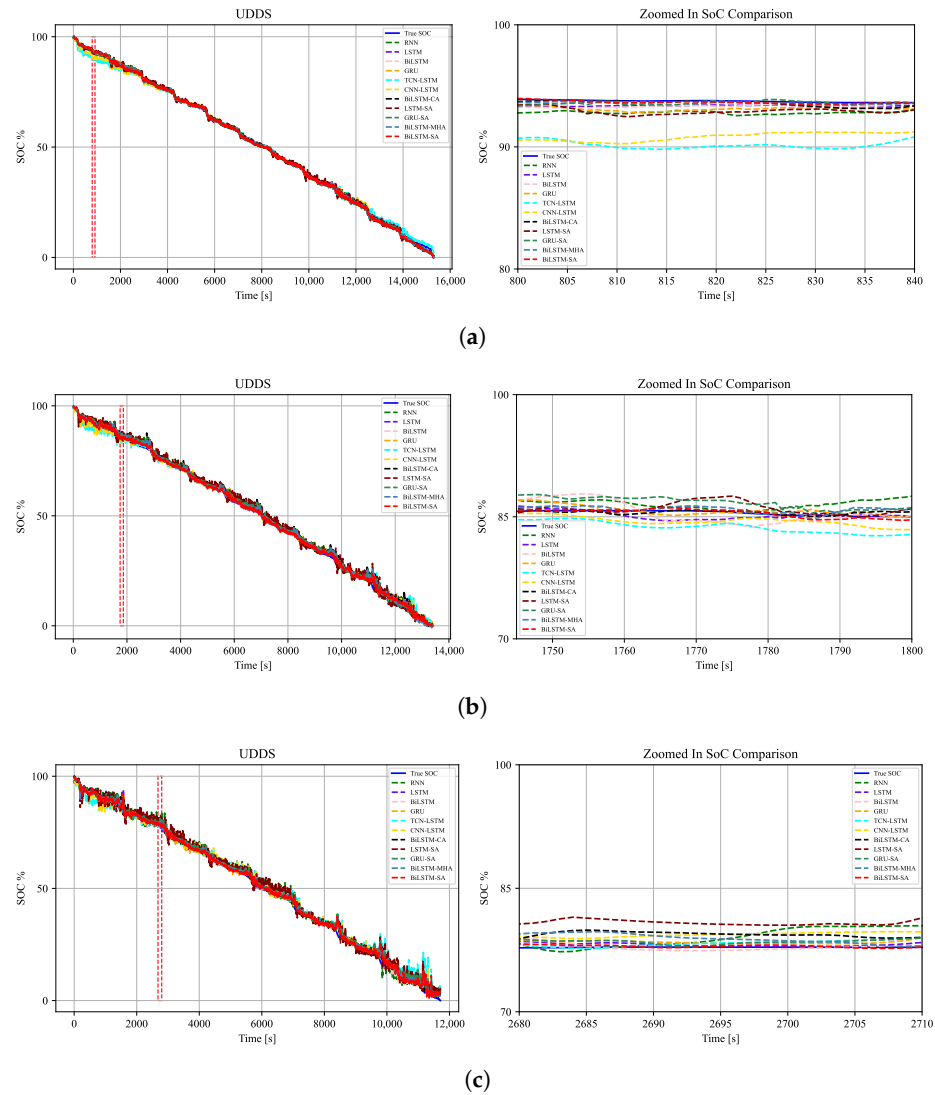 UDDS
SOC %
100
50
0
0
2000
4000
6000
8000
10,000
12,000
14,000
16,000
Time [s]
True SOC
RNN
LSTM
BiLSTM
GRU
TCN-LSTM
CNN-LSTM
BiLSTM-CA
LSTM-SA
GRU-SA
BiLSTM-MHA
BiLSTM-SA
Zoomed In SoC Comparison
SOC %
100
90
80
800
805
810
815
820
825
830
835
840
Time [s]
True SOC
RNN
LSTM
BiLSTM
GRU
TCN-LSTM
CNN-LSTM
BiLSTM-CA
LSTM-SA
GRU-SA
BiLSTM-MHA
BiLSTM-SA
(a)
UDDS
SOC %
100
50
0
0
2000
4000
6000
8000
10,000
12,000
14,000
Time [s]
True SOC
RNN
LSTM
BiLSTM
GRU
TCN-LSTM
CNN-LSTM
BiLSTM-CA
LSTM-SA
GRU-SA
BiLSTM-MHA
BiLSTM-SA
Zoomed In SoC Comparison
SOC %
100
85
70
1750
1760
1770
1780
1790
1800
Time [s]
True SOC
RNN
LSTM
BiLSTM
GRU
TCN-LSTM
CNN-LSTM
BiLSTM-CA
LSTM-SA
GRU-SA
BiLSTM-MHA
BiLSTM-SA
(b)
UDDS
SOC %
100
50
0
0
2000
4000
6000
8000
10,000
12,000
Time [s]
True SOC
RNN
LSTM
BiLSTM
GRU
TCN-LSTM
CNN-LSTM
BiLSTM-CA
LSTM-SA
GRU-SA
BiLSTM-MHA
BiLSTM-SA
Zoomed In SoC Comparison
SOC %
100
85
70
2680
2685
2690
2695
2700
2705
2710
Time [s]
True SOC
RNN
LSTM
BiLSTM
GRU
TCN-LSTM
CNN-LSTM
BiLSTM-CA
LSTM-SA
GRU-SA
BiLSTM-MHA
BiLSTM-SA
(c)